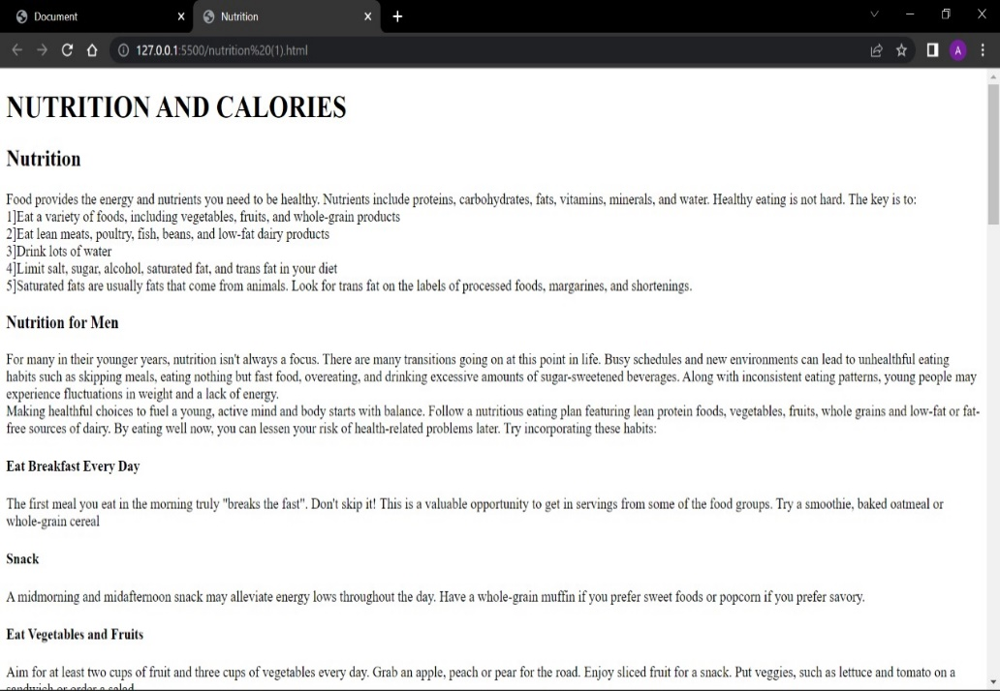 Document
Nutrition
127.0.0.1:5500/nutrition%20(1).html
A
NUTRITION AND CALORIES
Nutrition
Food provides the energy and nutrients you need to be healthy. Nutrients include proteins, carbohydrates, fats, vitamins, minerals, and water. Healthy eating is not hard. The key is to:
1]Eat a variety of foods, including vegetables, fruits, and whole-grain products
2]Eat lean meats, poultry, fish, beans, and low-fat dairy products
3]Drink lots of water
4]Limit salt, sugar, alcohol, saturated fat, and trans fat in your diet
5]Saturated fats are usually fats that come from animals. Look for trans fat on the labels of processed foods, margarines, and shortenings.
Nutrition for Men
For many in their younger years, nutrition isn't always a focus. There are many transitions going on at this point in life. Busy schedules and new environments can lead to unhealthful eating
habits such as skipping meals, eating nothing but fast food, overeating, and drinking excessive amounts of sugar-sweetened beverages. Along with inconsistent eating patterns, young people may
experience fluctuations in weight and a lack of energy.
Making healthful choices to fuel a young, active mind and body starts with balance. Follow a nutritious eating plan featuring lean protein foods, vegetables, fruits, whole grains and low-fat or fat-
free sources of dairy. By eating well now, you can lessen your risk of health-related problems later. Try incorporating these habits:
Eat Breakfast Every Day
The first meal you eat in the morning truly "breaks the fast". Don't skip it! This is a valuable opportunity to get in servings from some of the food groups. Try a smoothie, baked oatmeal or
whole-grain cereal
Snack
A midmorning and midafternoon snack may alleviate energy lows throughout the day. Have a whole-grain muffin if you prefer sweet foods or popcorn if you prefer savory.
Eat Vegetables and Fruits
Aim for at least two cups of fruit and three cups of vegetables every day. Grab an apple, peach or pear for the road. Enjoy sliced fruit for a snack. Put veggies, such as lettuce and tomato on a
sandwich or order a salad